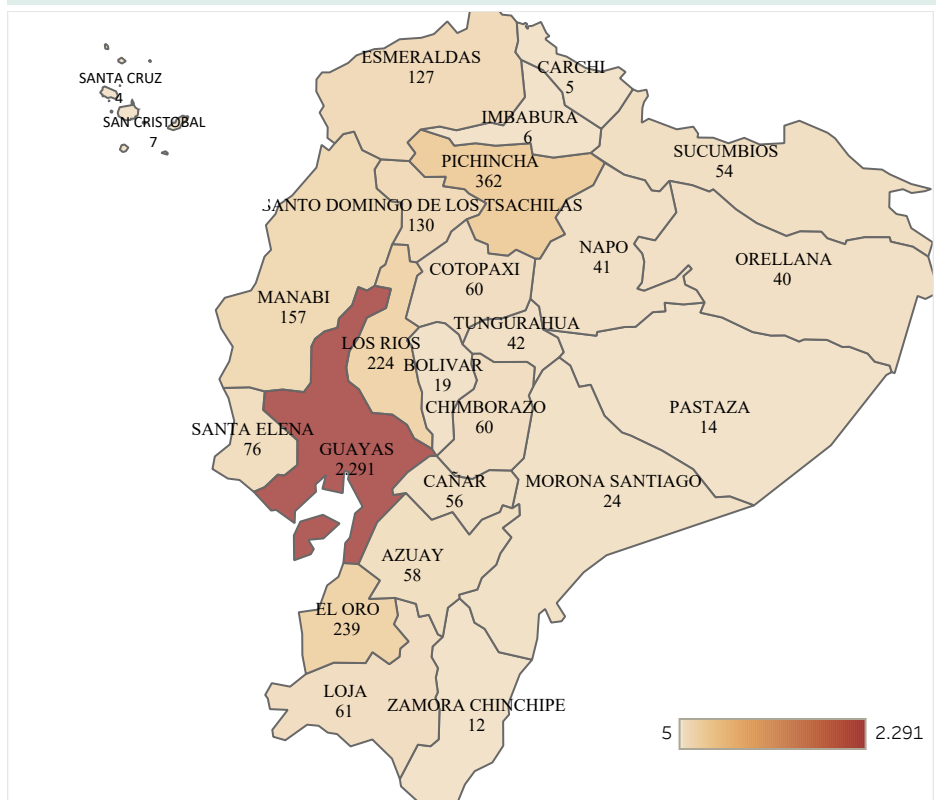 ESMERALDAS
127
CARCHI
5
SANTA CRUZ
4
SAN CRISTOBAL
7
IMBABURA
6
PICHINCHA
362
SUCUMBIOS
54
SANTO DOMINGO DE LOS TSACHILAS
130
NAPO
41
ORELLANA
40
COTOPAXI
60
MANABI
157
TUNGURAHUA
42
LOS RIOS
224
BOLIVAR
19
CHIMBORAZO
60
PASTAZA
14
SANTA ELENA
76
GUAYAS
2.291
CAÑAR
56
MORONA SANTIAGO
24
AZUAY
58
EL ORO
239
LOJA
61
ZAMORA CHINCHIPE
12
5
2.291